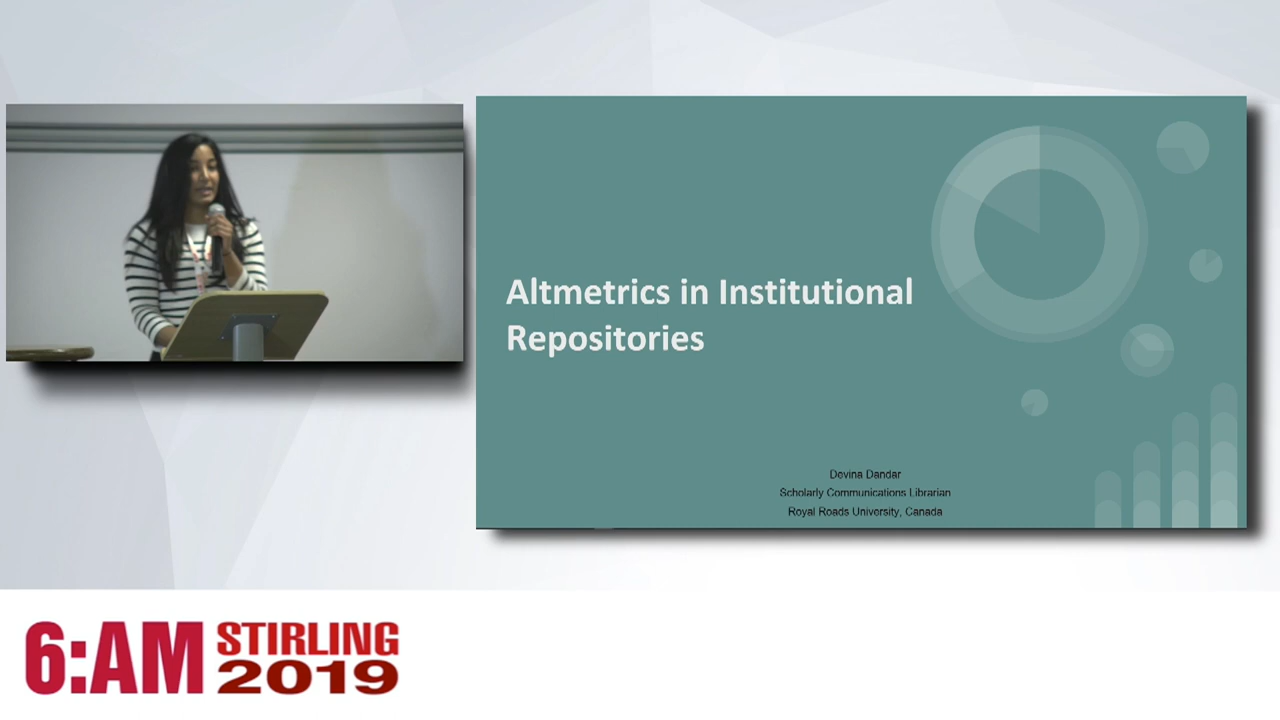 Altmetrics in Institutional
Repositories
Devina Dandar
Scholarly Communications Librarian
Royal Roads University, Canada
6:AM STIRLING
2019